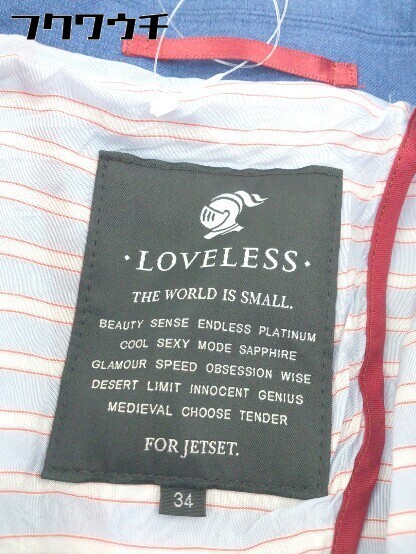 フクワウチ
· LOVELESS ·
THE WORLD IS SMALL.
BEAUTY SENSE ENDLESS PLATINUM
COOL SEXY MODE SAPPHIRE
GLAMOUR SPEED OBSESSION WISE
DESERT LIMIT INNOCENT GENIUS
MEDIEVAL CHOOSE TENDER
FOR JETSET.
34